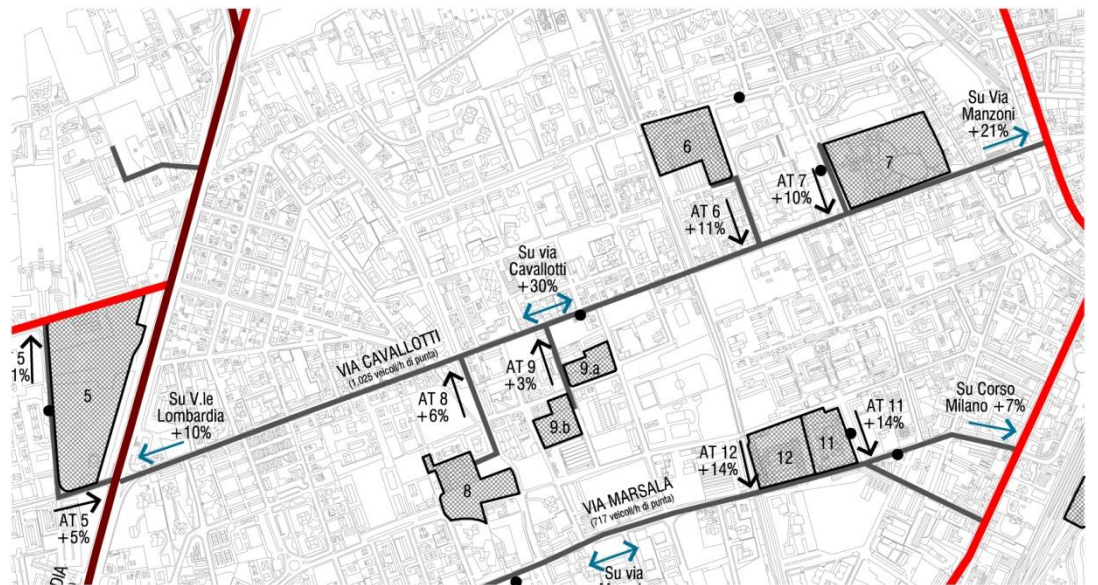 Su Via
Manzoni
+21%
6
7
AT 7
+10%
AT 6
+11%
Su via
Cavallotti
+30%
VIA CAVALLOTTI
(1.025 veicoli/h di punta)
5
1%
5
Su V.le
Lombardia
+10%
AT 9
+3%
9.a
AT 8
+6%
9.b
Su Corso
Milano +7%
AT 11
+14%
11
12
AT 12
+14%
8
VIA MARSALA
(717 veicoli/h di punta)
AT 5
+5%
DIA
Su via